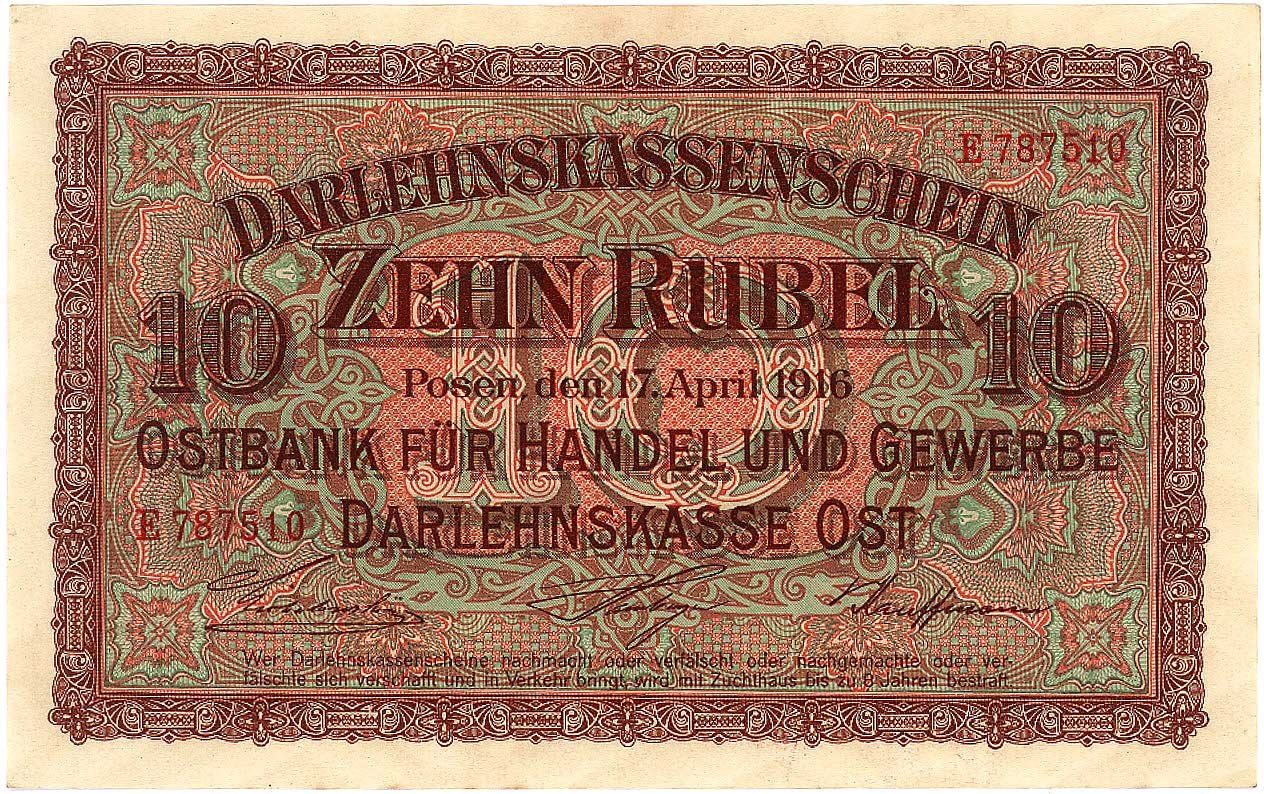 E 787510
DARLEHNSKASSENSCHEIN
ZEHN RUBEL
10 10
Posen, den 17. April 1916
OSTBANK FÜR HANDEL UND GEWERBE
E 787510 DARLEHNSKASSE OST
Wer Darlehnskassenscheine nachmacht oder verfälscht oder nachgemachte oder ver-
fälschte sich verschafft und in Verkehr bringt, wird mit Zuchthaus bis zu 8 Jahren bestraft.